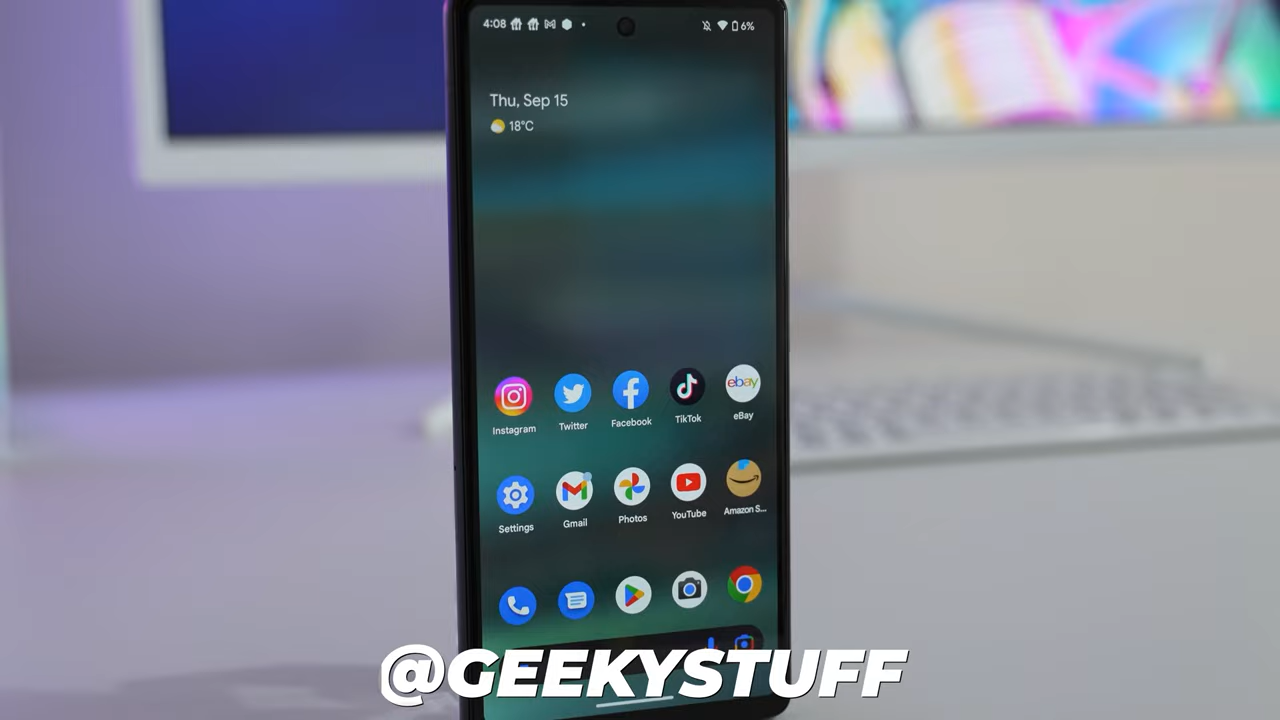 4:08 6%
Thu, Sep 15
18°C
ebay
Instagram Twitter Facebook TikTok eBay
Settings Gmail Photos YouTube Amazon S...
@GEEKYSTUFF